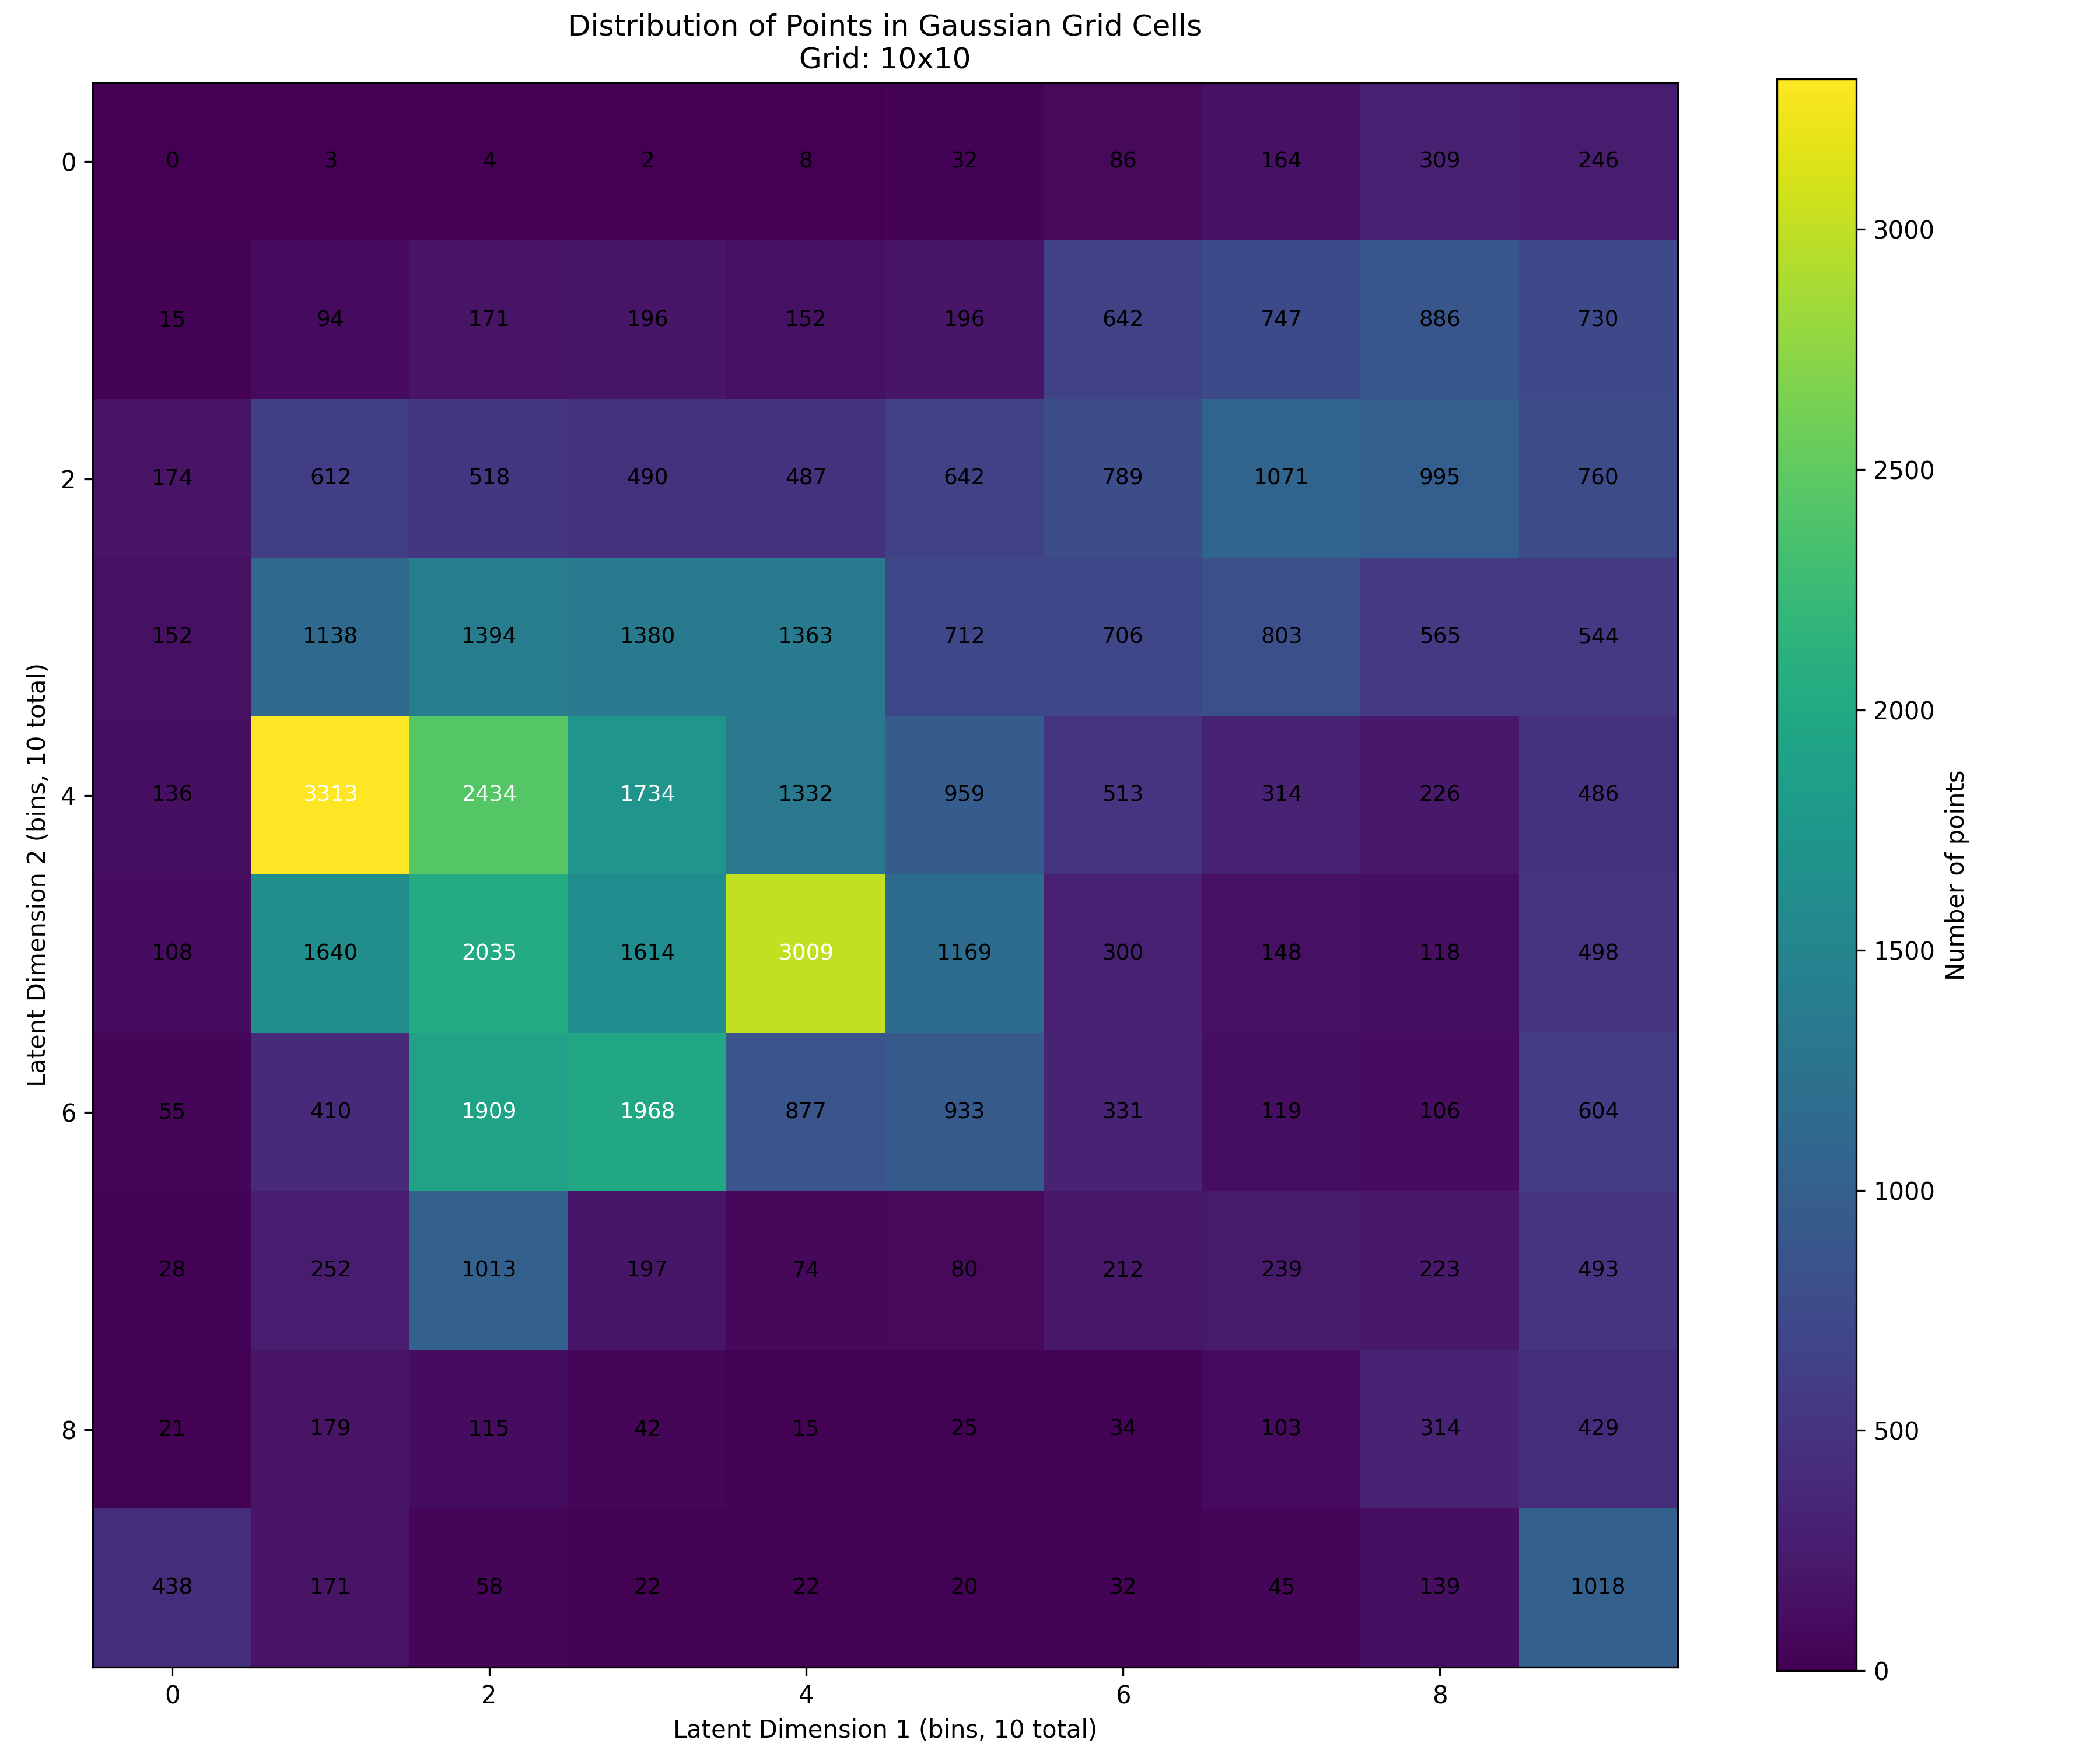 Distribution of Points in Gaussian Grid Cells
Grid: 10x10
0 3 4 2 8 32 86 164 309 246
15 94 171 196 152 196 642 747 886 730
174 612 518 490 487 642 789 1071 995 760
152 1138 1394 1380 1363 712 706 803 565 544
136 3313 2434 1734 1332 959 513 314 226 486
108 1640 2035 1614 3009 1169 300 148 118 498
55 410 1909 1968 877 933 331 119 106 604
28 252 1013 197 74 80 212 239 223 493
21 179 115 42 15 25 34 103 314 429
438 171 58 22 22 20 32 45 139 1018
0
2
4
6
8
Latent Dimension 2 (bins, 10 total)
0 2 4 6 8
Latent Dimension 1 (bins, 10 total)
3000
2500
2000
1500
1000
500
0
Number of points